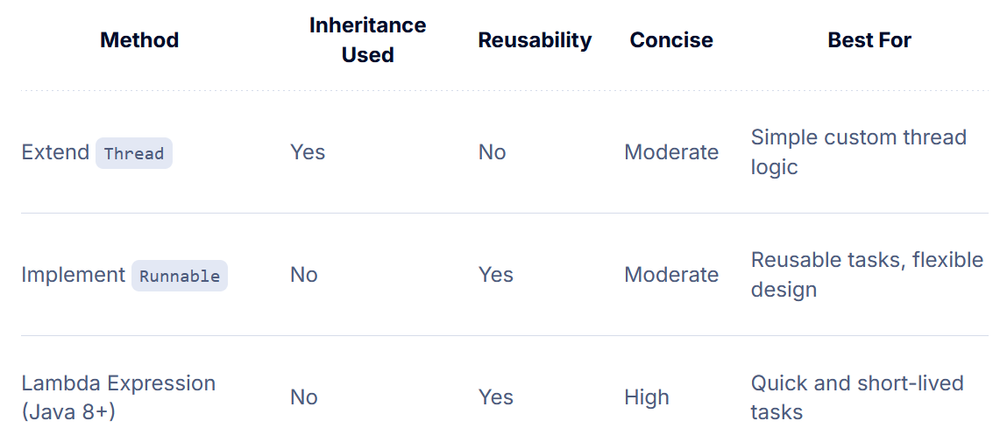 Method Inheritance Used Reusability Concise Best For
Extend Thread Yes No Moderate Simple custom thread logic
Implement Runnable No Yes Moderate Reusable tasks, flexible design
Lambda Expression (Java 8+) No Yes High Quick and short-lived tasks